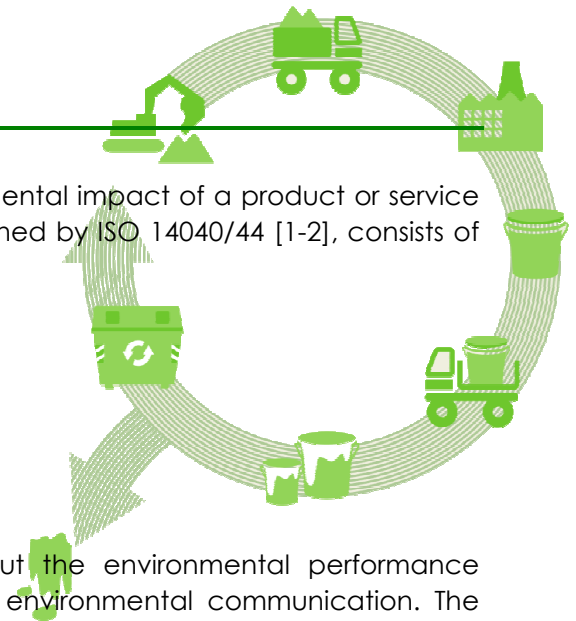 ental impact of a product or service
ned by ISO 14040/44 [1-2], consists of
ut the environmental performance
environmental communication. The